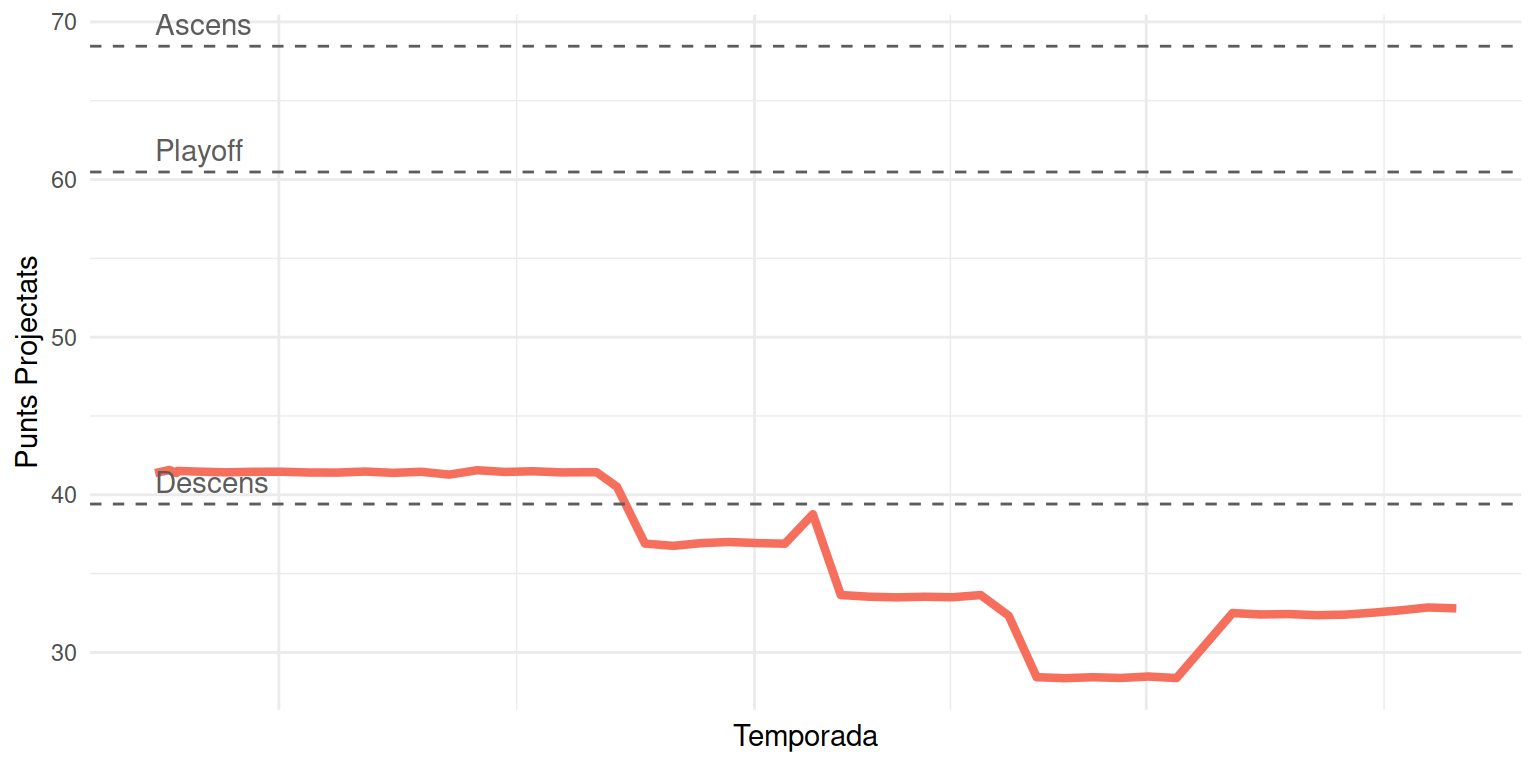 70
Ascens
Playoff
60
50
Punts Projectats
Descens
40
30
Temporada